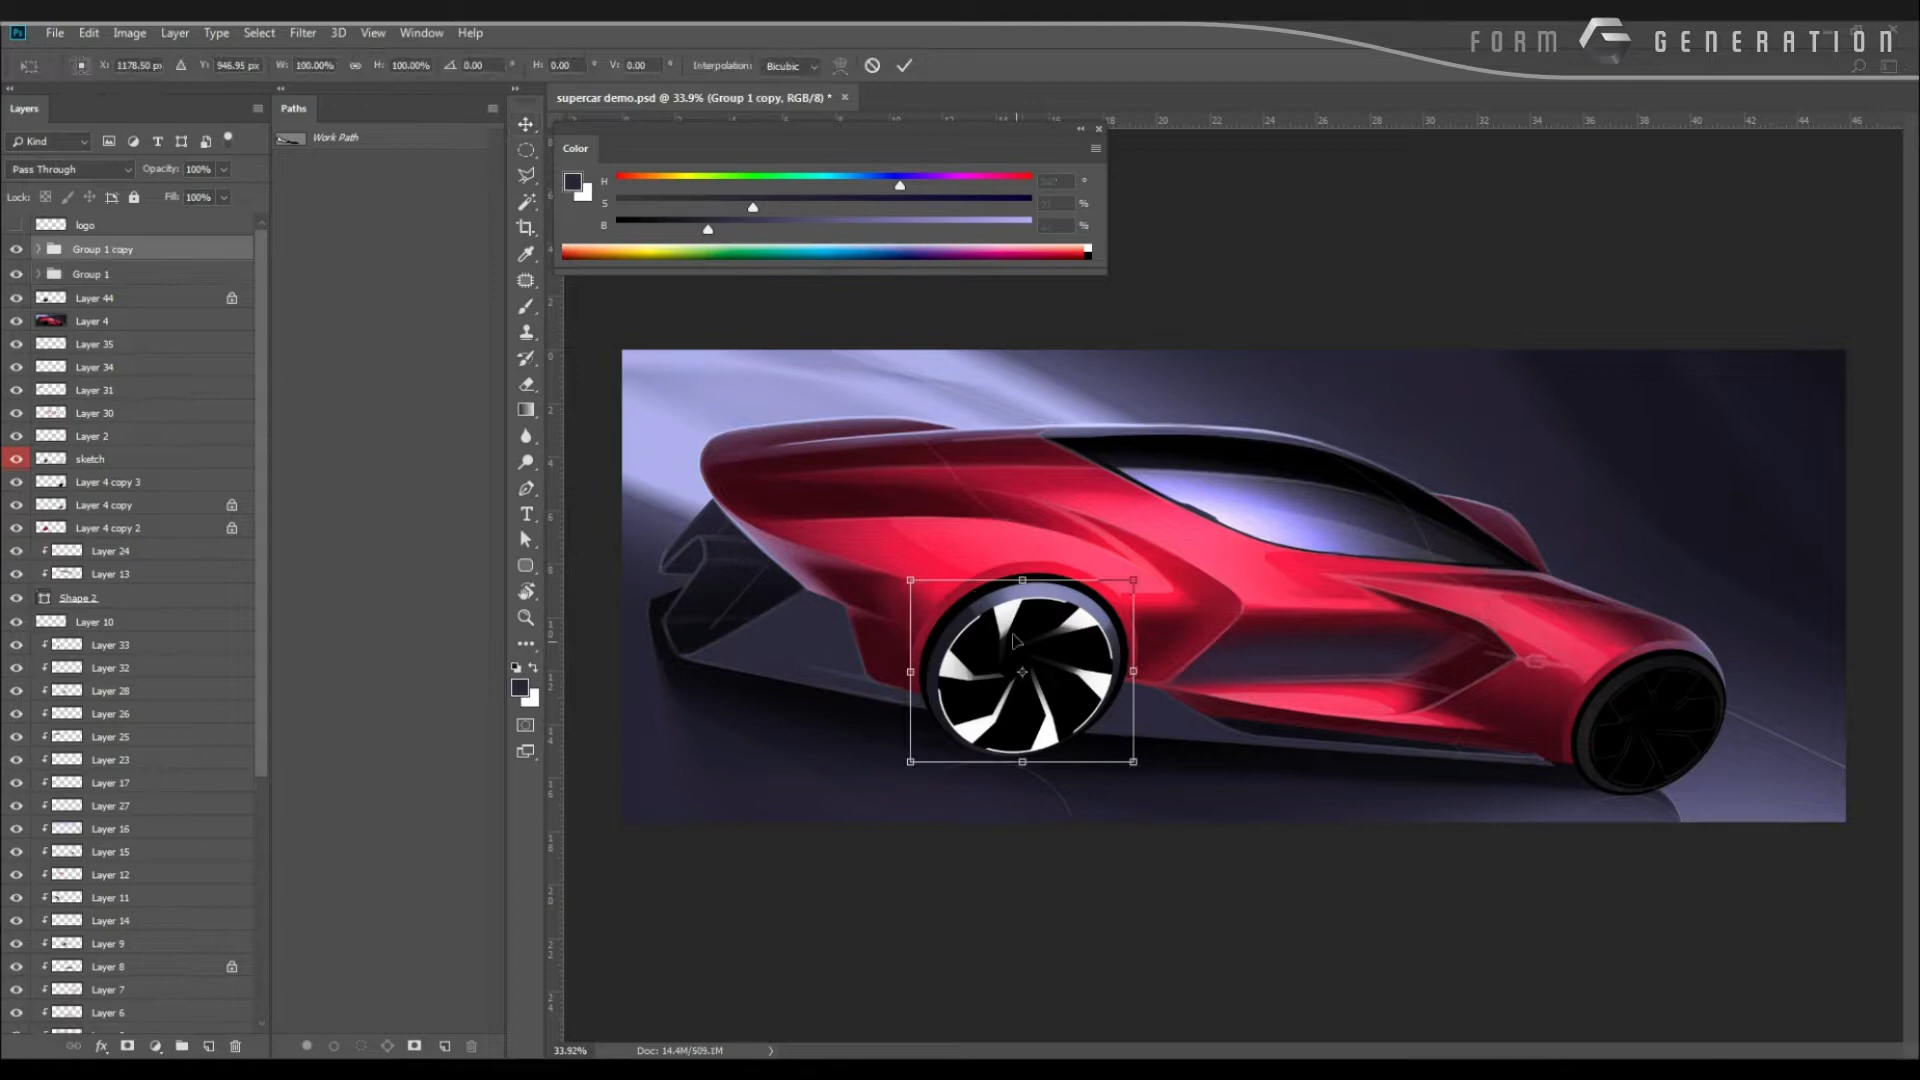 FORM GENERATION
Ps File Edit Image Layer Type Select Filter 3D View Window Help
X: 1178.50 px Y: 946.95 px W: 100.00% H: 100.00% 0.00 ° H: 0.00 ° V: 0.00 ° Interpolation: Bicubic
Layers
Paths
supercar demo.psd @ 33.9% (Group 1 copy, RGB/8) *
Kind
Work Path
Color
Pass Through Opacity: 100%
H °
Lock: Fill: 100%
S %
B %
logo
Group 1 copy
Group 1
Layer 44
Layer 4
Layer 35
Layer 34
Layer 31
Layer 30
Layer 2
sketch
Layer 4 copy 3
Layer 4 copy
Layer 4 copy 2
Layer 24
Layer 13
Shape 2
Layer 10
Layer 33
Layer 32
Layer 28
Layer 26
Layer 25
Layer 23
Layer 17
Layer 27
Layer 16
Layer 15
Layer 12
Layer 11
Layer 14
Layer 9
Layer 8
Layer 7
Layer 6
fx
33.92% Doc: 14.4M/509.1M